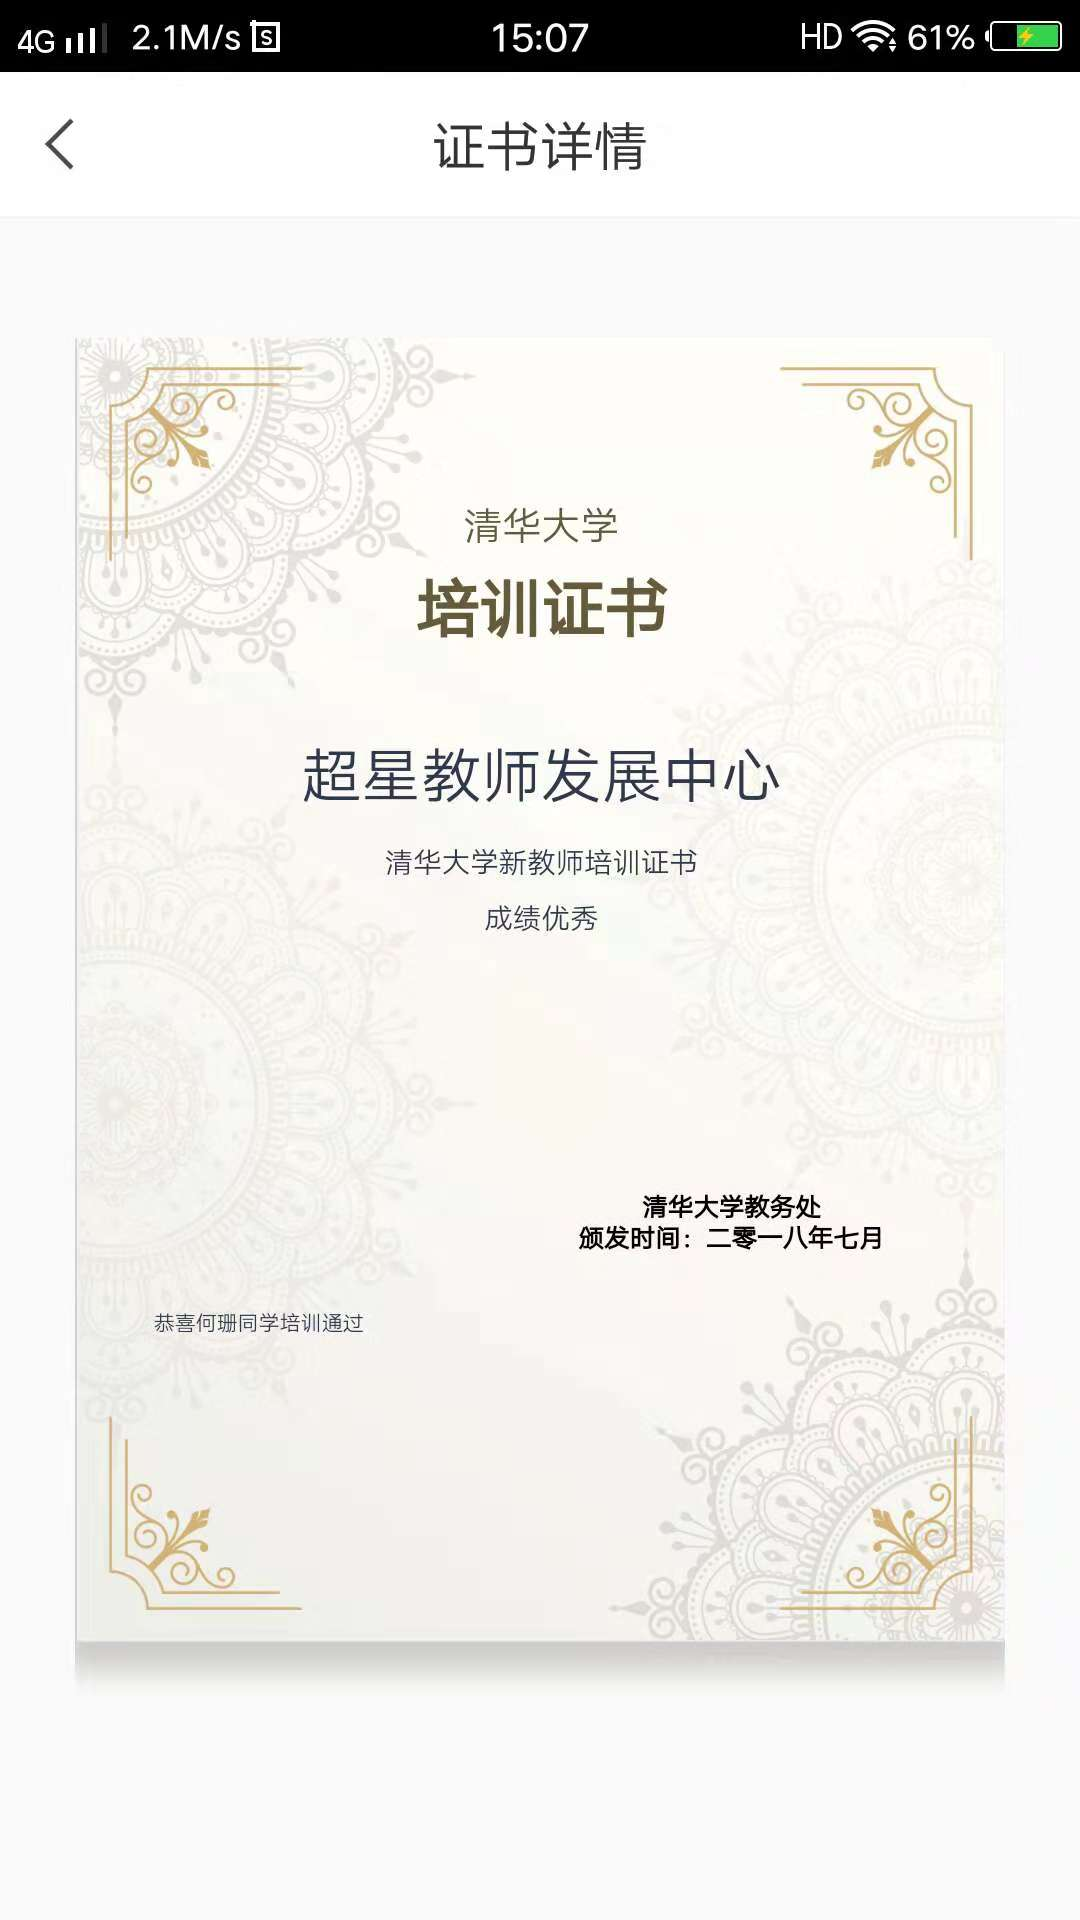 4G 2.1M/s S 15:07 HD 61%
证书详情
清华大学
培训证书
超星教师发展中心
清华大学新教师培训证书
成绩优秀
清华大学教务处
颁发时间：二零一八年七月
恭喜何珊同学培训通过